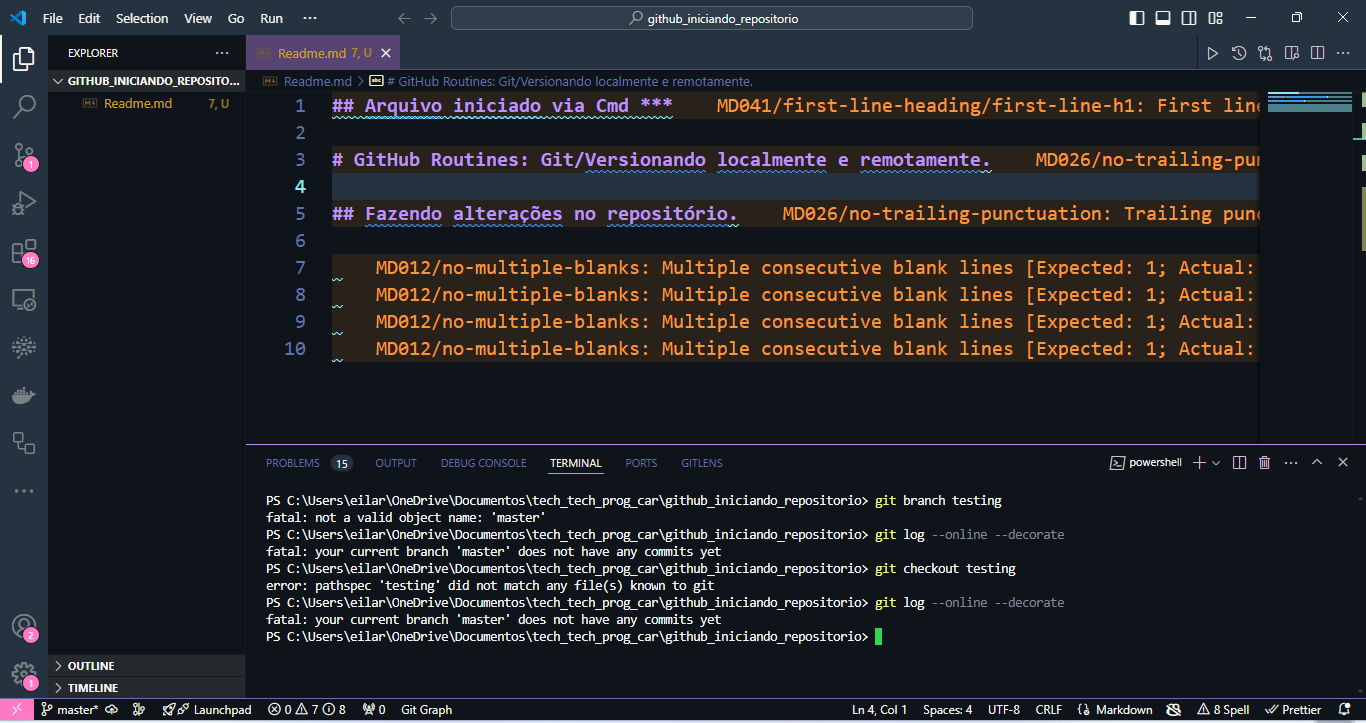 File Edit Selection View Go Run ···
github_iniciando_repositorio
EXPLORER ···
GITHUB_INICIANDO_REPOSITO...
Readme.md 7, U
1
16
2
1
OUTLINE
TIMELINE
Readme.md 7, U
Readme.md > # GitHub Routines: Git/Versionando localmente e remotamente.
1 ## Arquivo iniciado via Cmd *** MD041/first-line-heading/first-line-h1: First line
2
3 # GitHub Routines: Git/Versionando localmente e remotamente. MD026/no-trailing-pun
4
5 ## Fazendo alterações no repositório. MD026/no-trailing-punctuation: Trailing punc
6
7 MD012/no-multiple-blanks: Multiple consecutive blank lines [Expected: 1; Actual:
8 MD012/no-multiple-blanks: Multiple consecutive blank lines [Expected: 1; Actual:
9 MD012/no-multiple-blanks: Multiple consecutive blank lines [Expected: 1; Actual:
10 MD012/no-multiple-blanks: Multiple consecutive blank lines [Expected: 1; Actual:
PROBLEMS 15 OUTPUT DEBUG CONSOLE TERMINAL PORTS GITLENS powershell
PS C:\Users\eilar\OneDrive\Documentos\tech_tech_prog_car\github_iniciando_repositorio> git branch testing
fatal: not a valid object name: 'master'
PS C:\Users\eilar\OneDrive\Documentos\tech_tech_prog_car\github_iniciando_repositorio> git log --online --decorate
fatal: your current branch 'master' does not have any commits yet
PS C:\Users\eilar\OneDrive\Documentos\tech_tech_prog_car\github_iniciando_repositorio> git checkout testing
error: pathspec 'testing' did not match any file(s) known to git
PS C:\Users\eilar\OneDrive\Documentos\tech_tech_prog_car\github_iniciando_repositorio> git log --online --decorate
fatal: your current branch 'master' does not have any commits yet
PS C:\Users\eilar\OneDrive\Documentos\tech_tech_prog_car\github_iniciando_repositorio>
master* Launchpad 0 7 8 0 Git Graph Ln 4, Col 1 Spaces: 4 UTF-8 CRLF {} Markdown 8 Spell Prettier